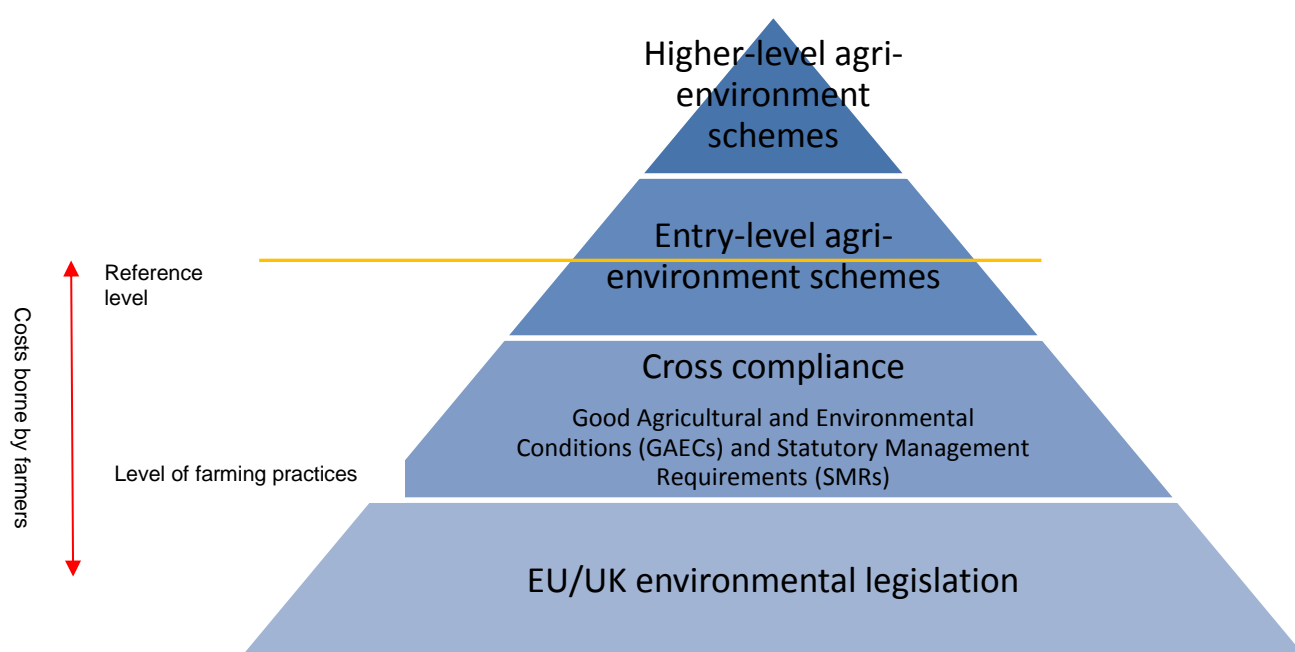 Higher-level agri-
environment
schemes
Entry-level agri-
environment schemes
Reference
level
Cross compliance
Good Agricultural and Environmental
Conditions (GAECs) and Statutory Management
Requirements (SMRs)
Level of farming practices
Costs borne by farmers
EU/UK environmental legislation